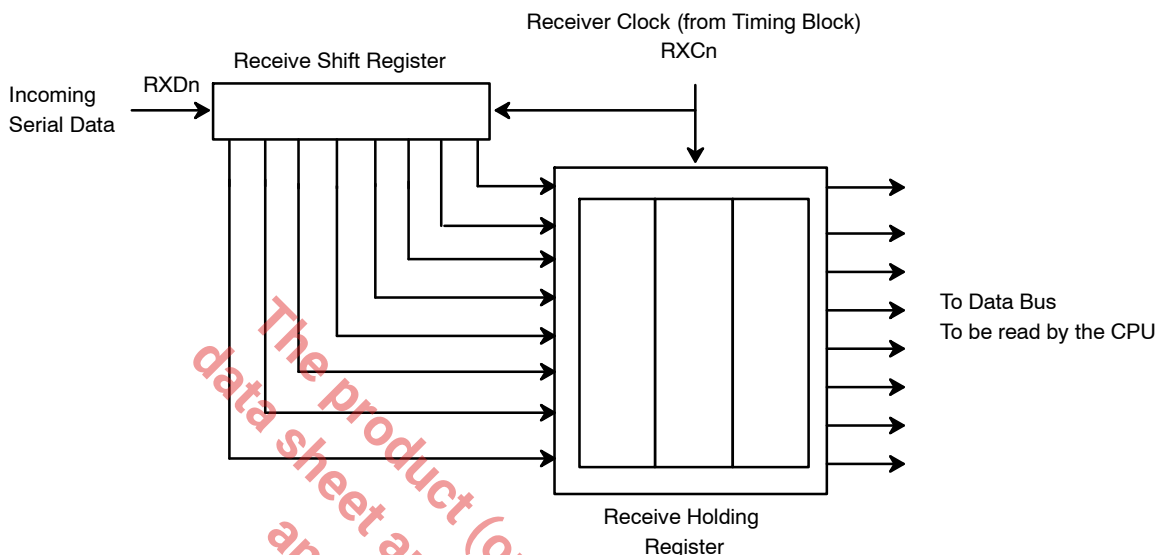 Receiver Clock (from Timing Block)
RXCn
Receive Shift Register
RXDn
Incoming
Serial Data
To Data Bus
To be read by the CPU
Receive Holding
Register
The product (o
data sheet a
an